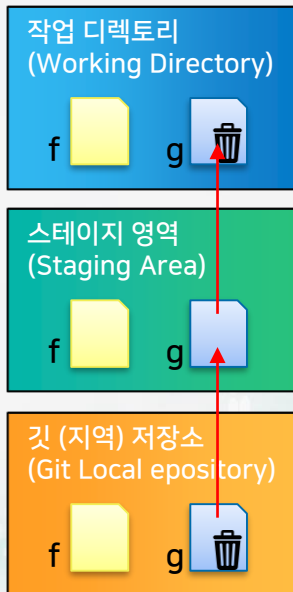 작업 디렉토리
(Working Directory)
f g
스테이지 영역
(Staging Area)
f g
깃 (지역) 저장소
(Git Local epository)
f g